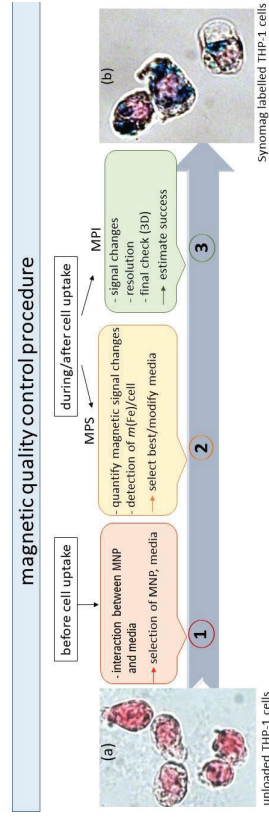 magnetic quality control procedure
before cell uptake
during/after cell uptake
MPS
MPI
- interaction between MNP
and media
→ selection of MNP, media
- quantify magnetic signal changes
- detection of m(Fe)/cell
→ select best/modify media
- signal changes
- resolution
- final check (3D)
→ estimate success
1
2
3
(a)
unloaded THP-1 cells
(b)
Synomag labelled THP-1 cells